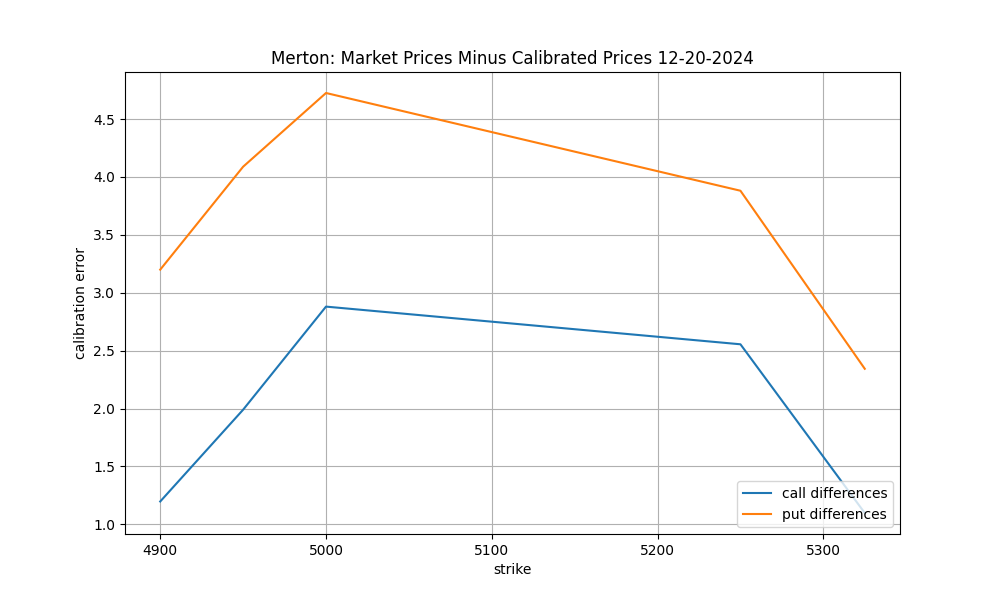 Merton: Market Prices Minus Calibrated Prices 12-20-2024
calibration error
4.5
4.0
3.5
3.0
2.5
2.0
1.5
1.0
4900
5000
5100
5200
5300
strike
call differences
put differences